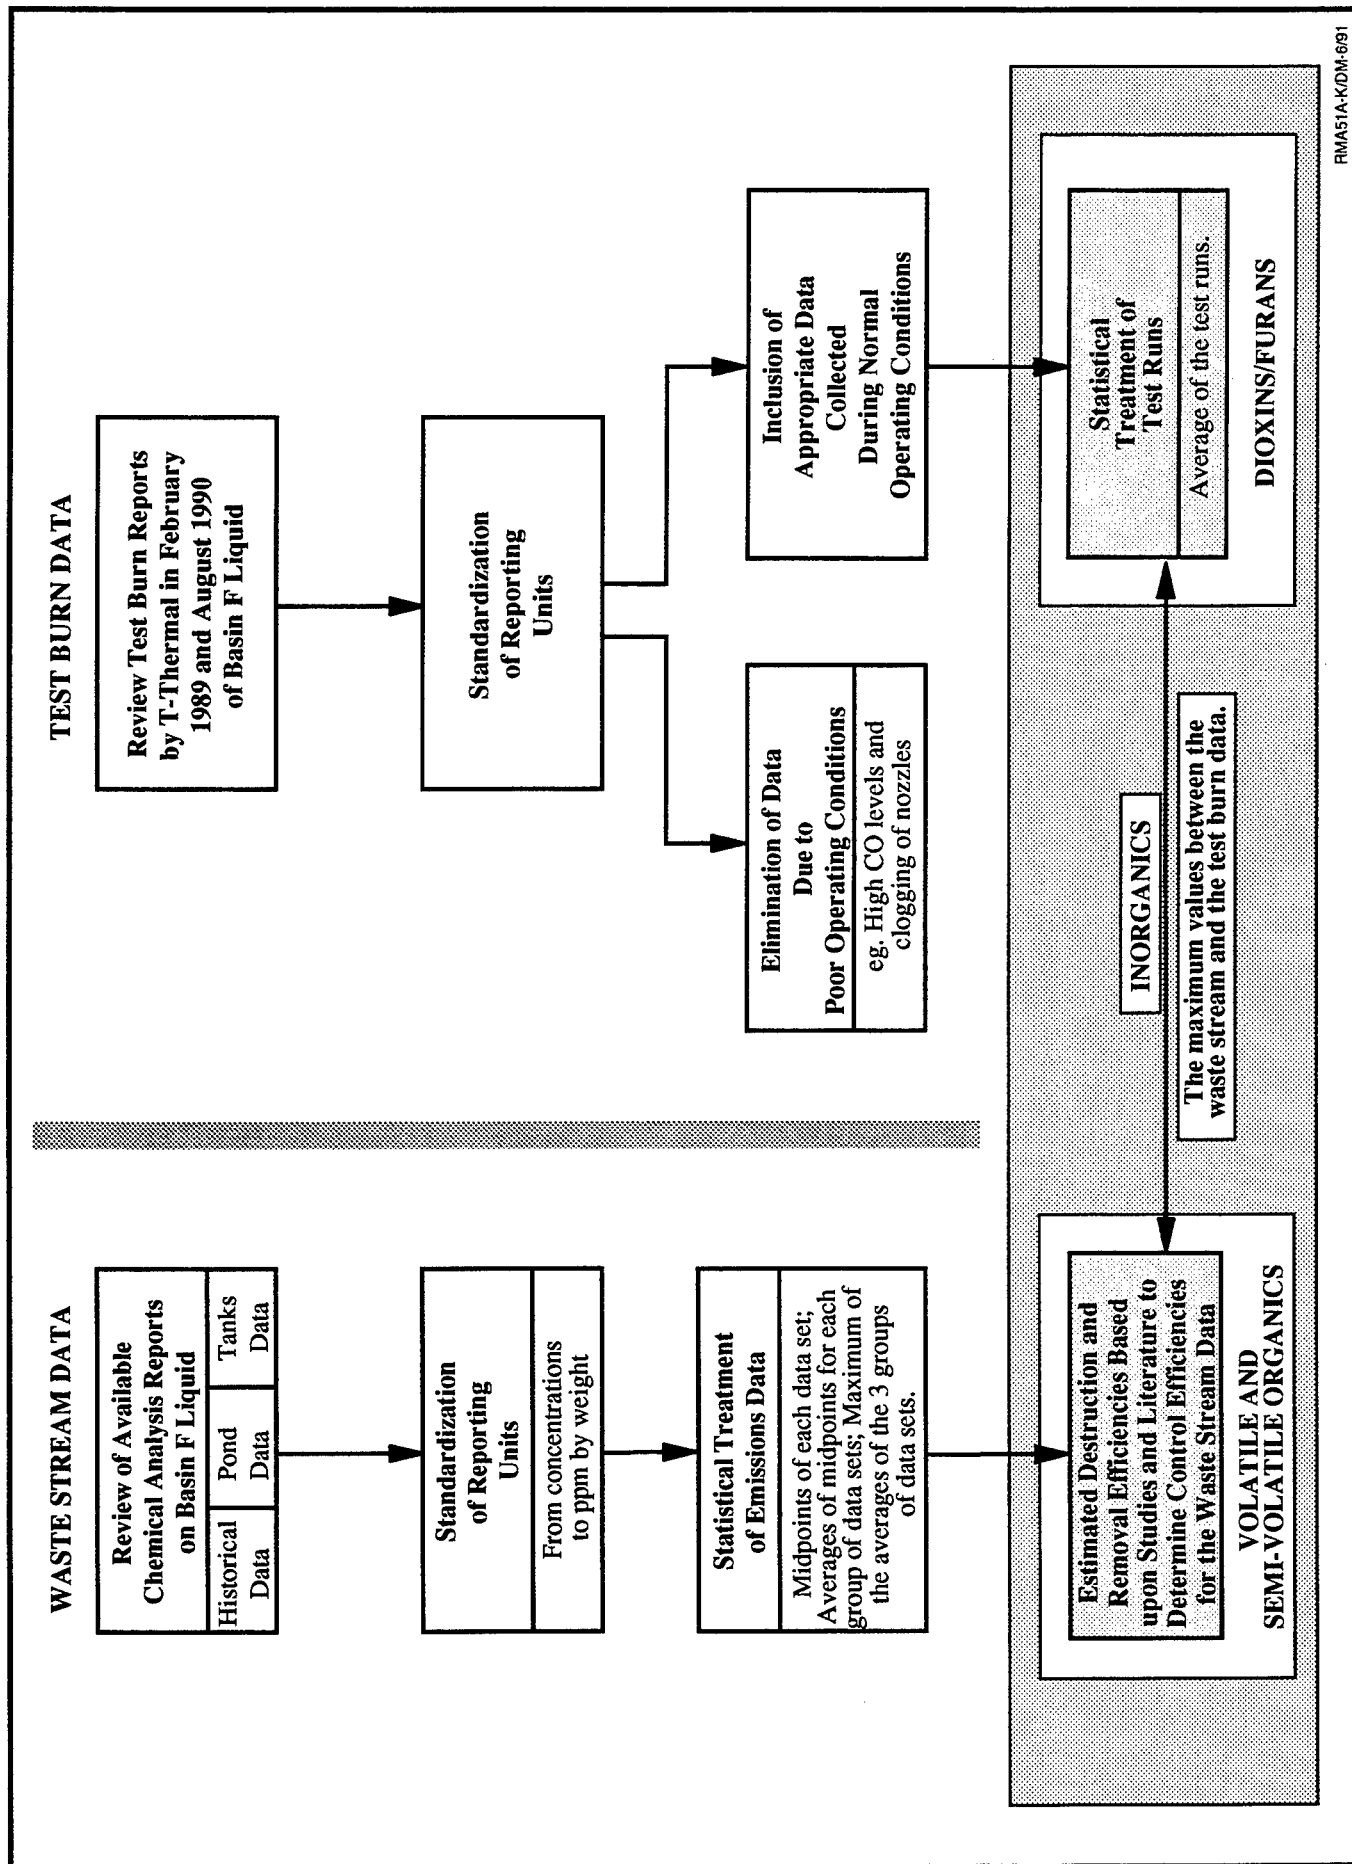 WASTE STREAM DATA
Review of Available
Chemical Analysis Reports
on Basin F Liquid
Historical
Data
Pond
Data
Tanks
Data
Standardization
of Reporting
Units
From concentrations
to ppm by weight
Statistical Treatment
of Emissions Data
Midpoints of each data set;
Averages of midpoints for each
group of data sets; Maximum of
the averages of the 3 groups
of data sets.
Estimated Destruction and
Removal Efficiencies Based
upon Studies and Literature to
Determine Control Efficiencies
for the Waste Stream Data
VOLATILE AND
SEMI-VOLATILE ORGANICS
TEST BURN DATA
Review Test Burn Reports
by T-Thermal in February
1989 and August 1990
of Basin F Liquid
Standardization
of Reporting
Units
Elimination of Data
Due to
Poor Operating Conditions
eg. High CO levels and
clogging of nozzles
Inclusion of
Appropriate Data
Collected
During Normal
Operating Conditions
INORGANICS
The maximum values between the
waste stream and the test burn data.
Statistical
Treatment of
Test Runs
Average of the test runs.
DIOXINS/FURANS
RMA51A-K/DM-6/91